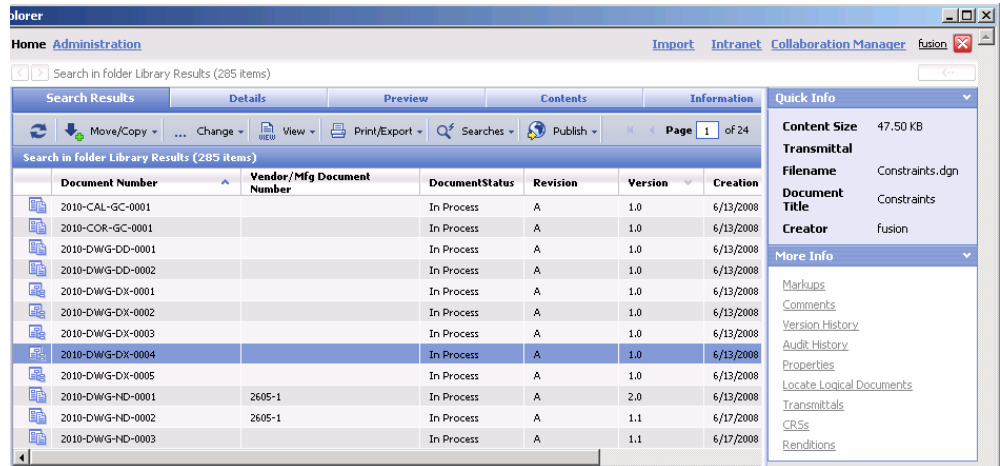 plorer
Home Administration Import Intranet Collaboration Manager fusion
Search in folder Library Results (285 items)
Search Results Details Preview Contents Information Quick Info
Move/Copy ... Change View Print/Export Searches Publish Page 1 of 24
Content Size 47.50 KB
Transmittal
Filename Constraints.dgn
Document Title Constraints
Creator fusion
More Info
Markups
Comments
Version History
Audit History
Properties
Locate Logical Documents
Transmittals
CRSs
Renditions
Search in folder Library Results (285 items)
Document Number Vendor/Mfg Document Number DocumentStatus Revision Version Creation
2010-CAL-GC-0001 In Process A 1.0 6/13/2008
2010-COR-GC-0001 In Process A 1.0 6/13/2008
2010-DWG-DD-0001 In Process A 1.0 6/13/2008
2010-DWG-DD-0002 In Process A 1.0 6/13/2008
2010-DWG-DX-0001 In Process A 1.0 6/13/2008
2010-DWG-DX-0002 In Process A 1.0 6/13/2008
2010-DWG-DX-0003 In Process A 1.0 6/13/2008
2010-DWG-DX-0004 In Process A 1.0 6/13/2008
2010-DWG-DX-0005 In Process A 1.0 6/13/2008
2010-DWG-ND-0001 2605-1 In Process A 2.0 6/13/2008
2010-DWG-ND-0002 2605-1 In Process A 1.1 6/17/2008
2010-DWG-ND-0003 In Process A 1.1 6/17/2008